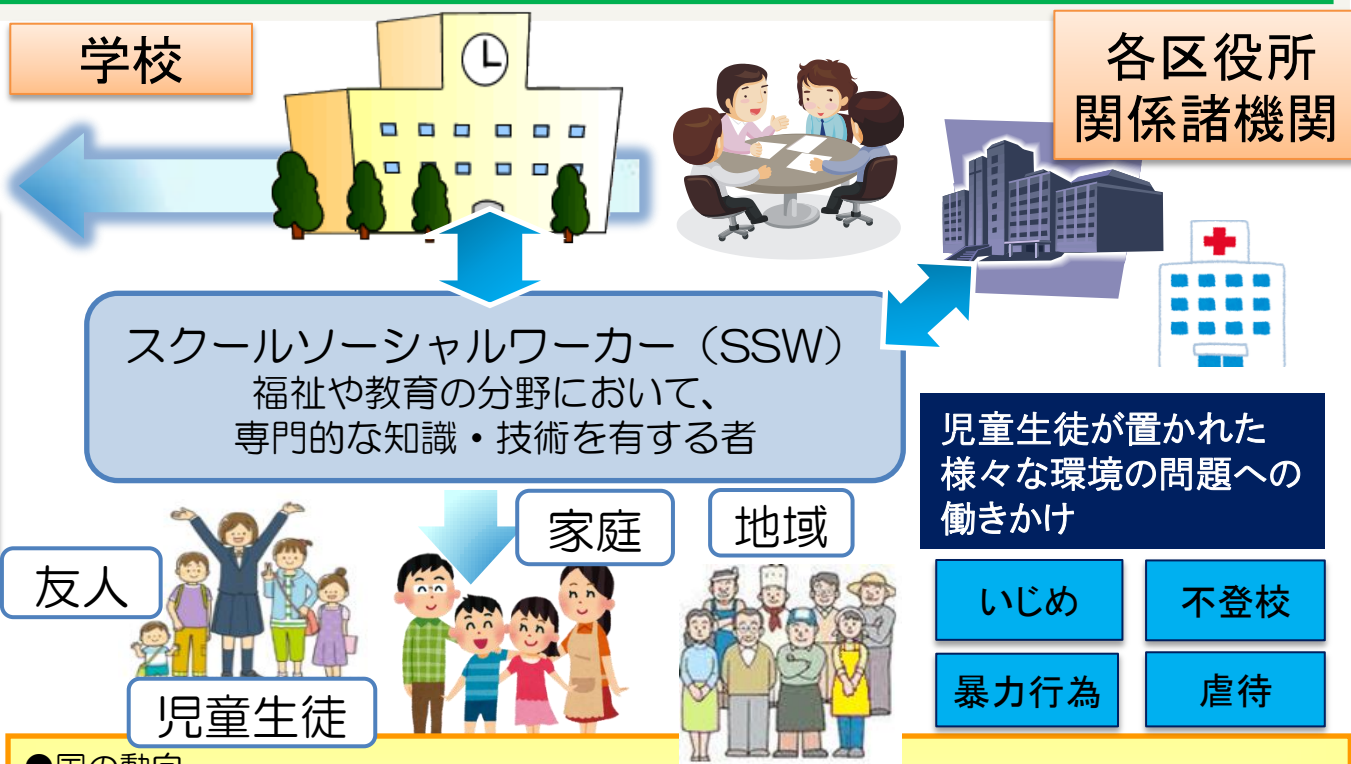 学校
各区役所
関係諸機関
スクールソーシャルワーカー（SSW）
福祉や教育の分野において、
専門的な知識・技術を有する者
児童生徒が置かれた
様々な環境の問題への
働きかけ
家庭
地域
友人
いじめ
不登校
暴力行為
虐待
児童生徒
●国の動向